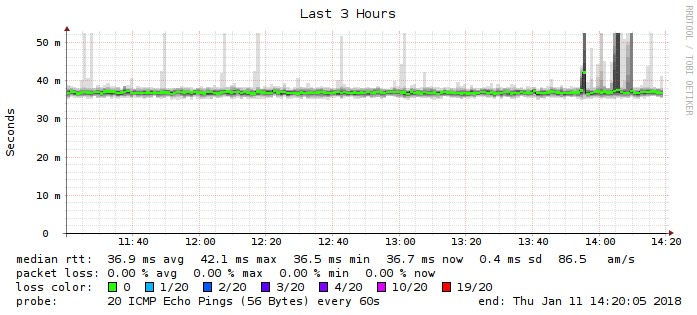 Last 3 Hours
RRDTOOL / TOBI OETIKER
Seconds
50 m
40 m
30 m
20 m
10 m
0
11:40 12:00 12:20 12:40 13:00 13:20 13:40 14:00 14:20
median rtt: 36.9 ms avg 42.1 ms max 36.5 ms min 36.7 ms now 0.4 ms sd 86.5 am/s
packet loss: 0.00 % avg 0.00 % max 0.00 % min 0.00 % now
loss color: 0 1/20 2/20 3/20 4/20 10/20 19/20
probe: 20 ICMP Echo Pings (56 Bytes) every 60s end: Thu Jan 11 14:20:05 2018